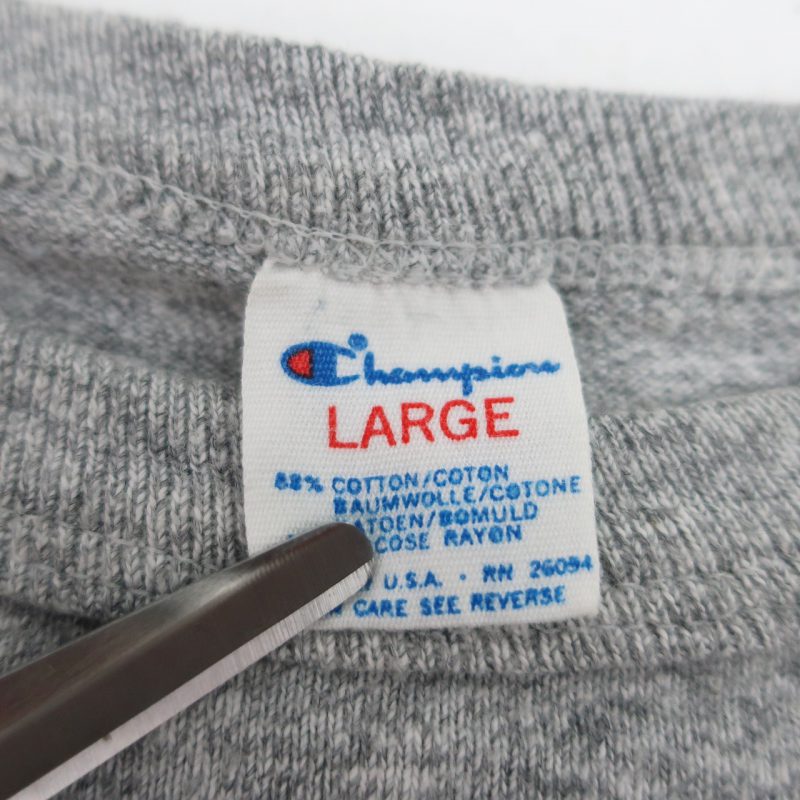 Champion
LARGE
88% COTTON/COTON
BAUMWOLLE/COTONE
ATOEN/BOMULD
COSE RAYON
U.S.A. · RN 26094
CARE SEE REVERSE